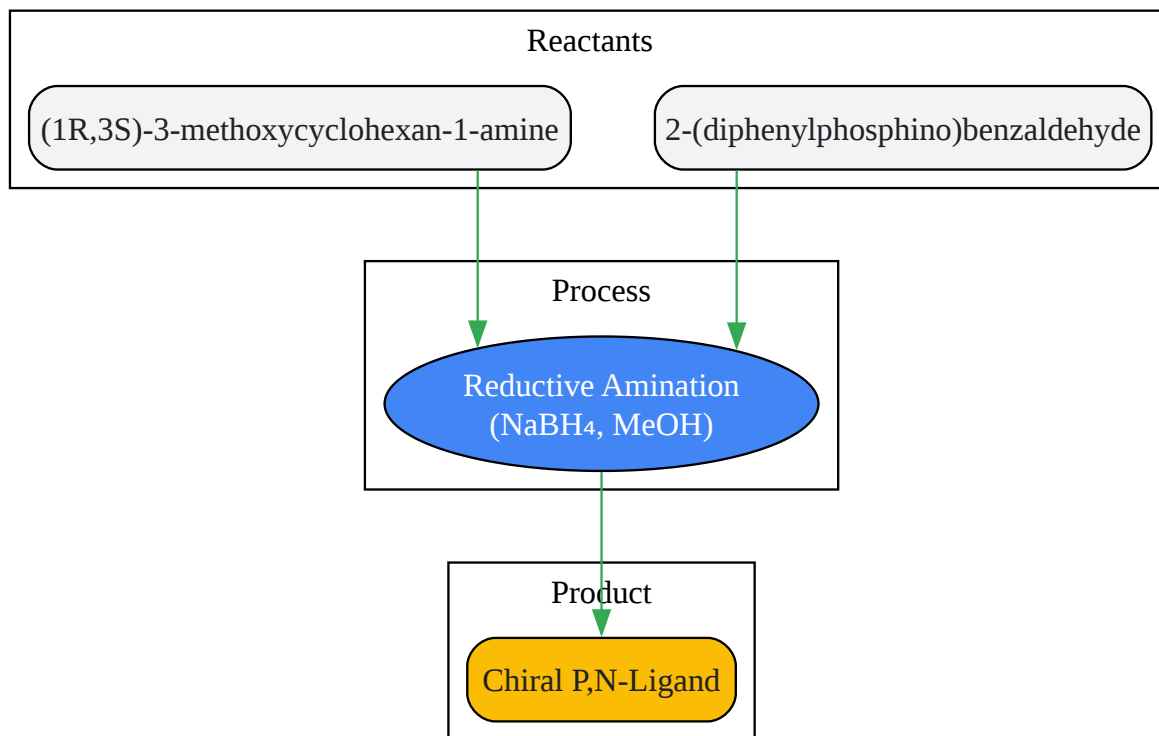 Reactants
(1R,3S)-3-methoxycyclohexan-1-amine
2-(diphenylphosphino)benzaldehyde
Process
Reductive Amination
(NaBH₄, MeOH)
Product
Chiral P,N-Ligand